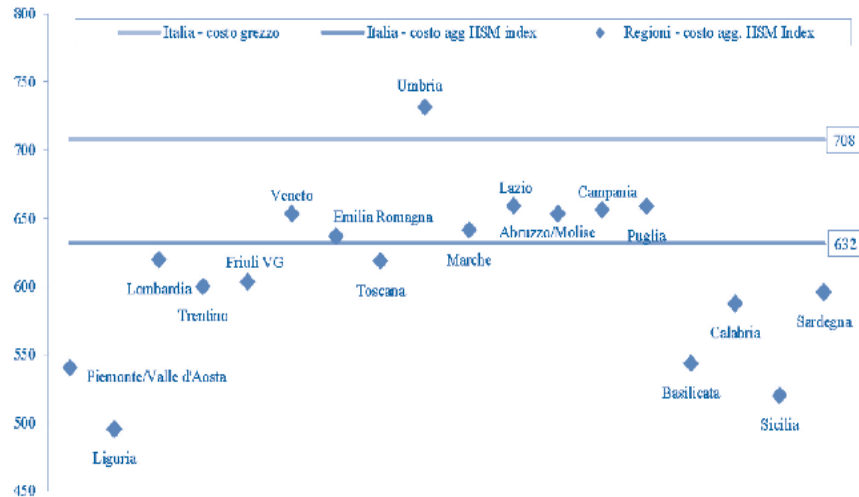 800
Italia - costo grezzo Italia - costo agg HSM index Regioni - costo agg. HSM Index
750
Umbria
700
708
Lazio
Veneto Campania
650
Emilia Romagna
Abruzzo/Molise Puglia
632
Marche
Friuli VG
Toscana
600
Lombardia
Trentino
Sardegna
Calabria
550
Piemonte/Valle d'Aosta
Basilicata
500
Sicilia
Liguria
450